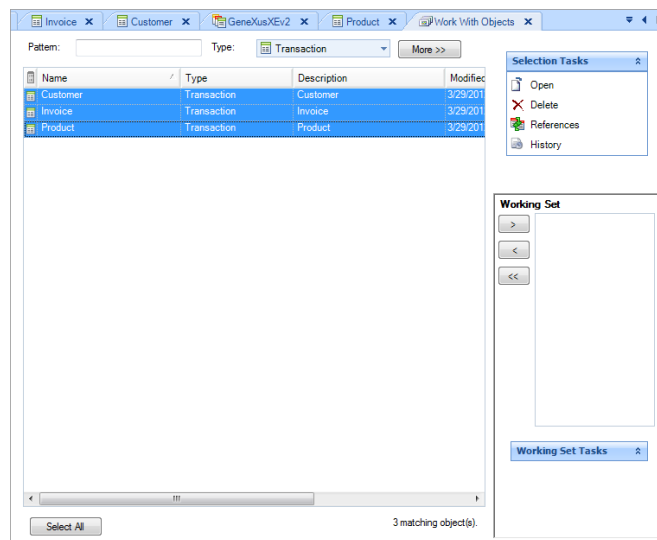 Invoice Customer GeneXusXEv2 Product Work With Objects
Pattern: Type: Transaction More >>
Selection Tasks
Name / Type Description Modified
Open
Customer Transaction Customer 3/29/201
Delete
Invoice Transaction Invoice 3/29/201
References
Product Transaction Product 3/29/201
History
Working Set
>
<
<<
Working Set Tasks
Select All 3 matching object(s).